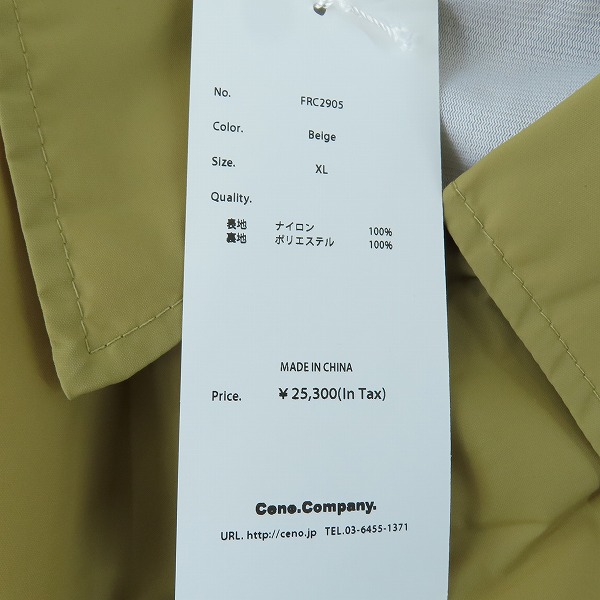 No. FRC2905
Color. Beige
Size. XL
Quality.
表地 ナイロン 100%
裏地 ポリエステル 100%
MADE IN CHINA
Price. ¥25,300(In Tax)
Ceno.Company.
URL. http://ceno.jp TEL.03-6455-1371